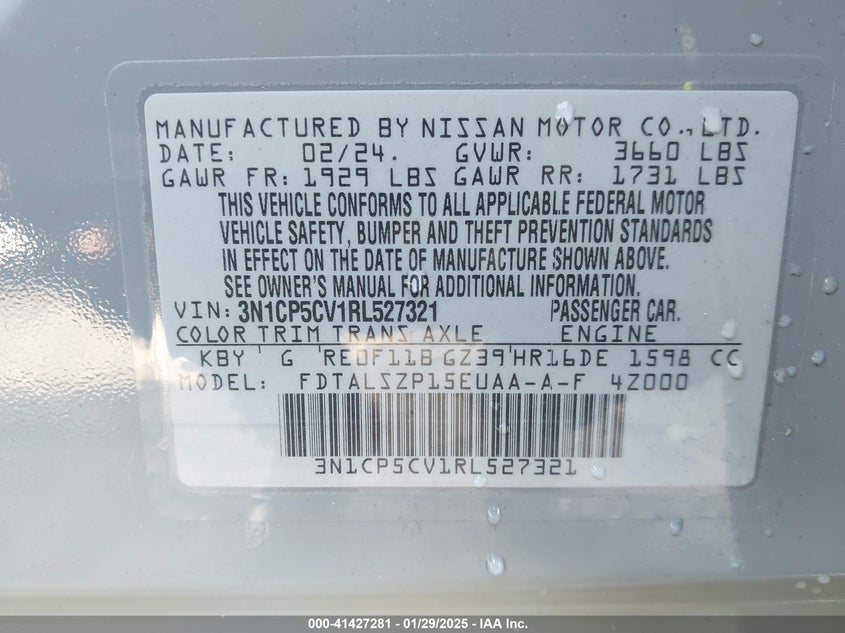 MANUFACTURED BY NISSAN MOTOR CO., LTD.
DATE: 02/24. GVWR: 3660 LBS
GAWR FR: 1929 LBS GAWR RR: 1731 LBS
THIS VEHICLE CONFORMS TO ALL APPLICABLE FEDERAL MOTOR
VEHICLE SAFETY, BUMPER AND THEFT PREVENTION STANDARDS
IN EFFECT ON THE DATE OF MANUFACTURE SHOWN ABOVE.
SEE OWNER'S MANUAL FOR ADDITIONAL INFORMATION.
VIN: 3N1CP5CV1RL527321 PASSENGER CAR.
COLOR TRIM TRANS AXLE ENGINE
KBY G RE0F11B GZ39 HR16DE 1598 CC
MODEL: FDTALSZP15EUAA-A-F 4Z000
3N1CP5CV1RL527321
000-41427281 - 01/29/2025 - IAA Inc.